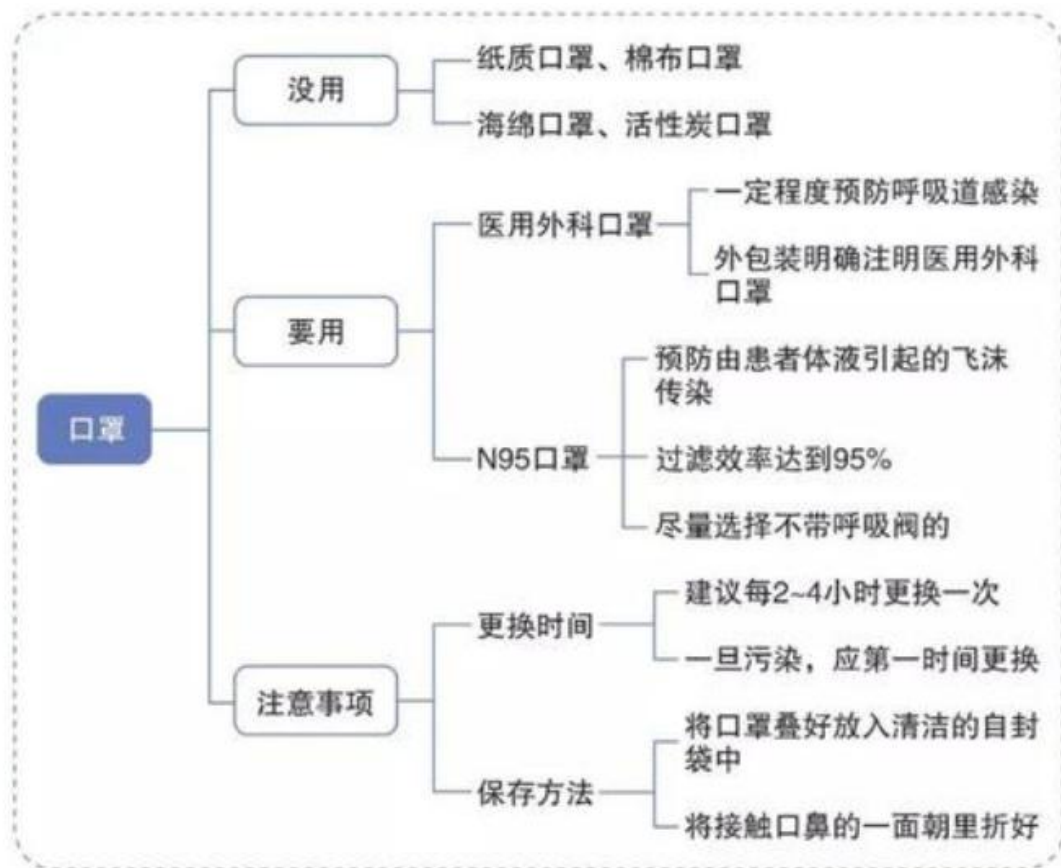 没用
纸质口罩、棉布口罩
海绵口罩、活性炭口罩
要用
医用外科口罩
一定程度预防呼吸道感染
外包装明确注明医用外科
口罩
N95口罩
预防由患者体液引起的飞沫
传染
过滤效率达到95%
尽量选择不带呼吸阀的
口罩
注意事项
更换时间
建议每2~4小时更换一次
一旦污染，应第一时间更换
保存方法
将口罩叠好放入清洁的自封
袋中
将接触口鼻的一面朝里折好